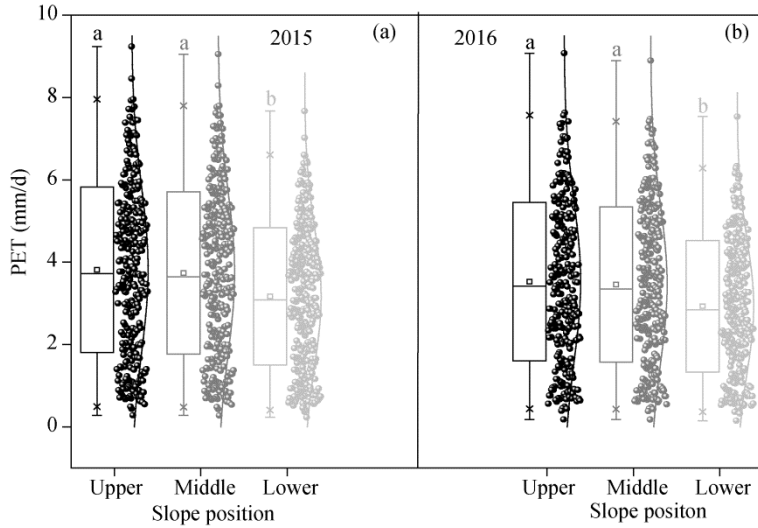 10
8
6
4
2
0
PET (mm/d)
a
a
b
2015
(a)
2016
a
a
b
(b)
Upper
Middle
Lower
Slope position
Upper
Middle
Lower
Slope positon